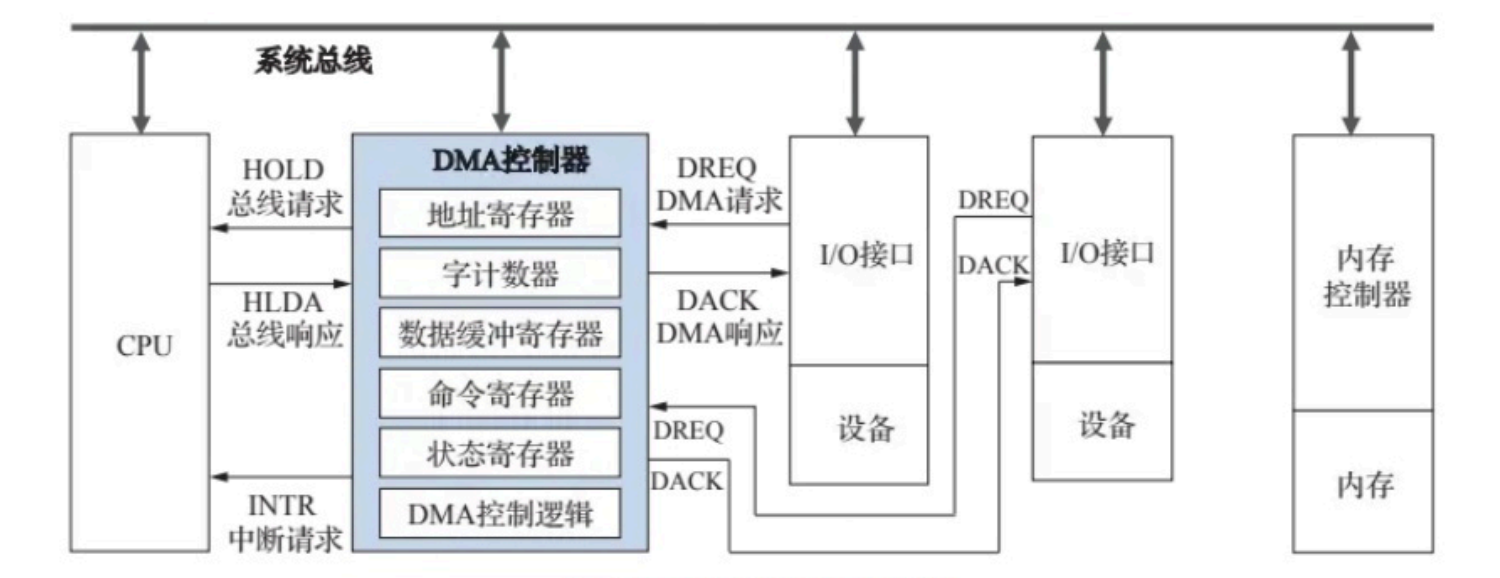 系统总线
CPU
HOLD
总线请求
HLDA
总线响应
INTR
中断请求
DMA控制器
地址寄存器
字计数器
数据缓冲寄存器
命令寄存器
状态寄存器
DMA控制逻辑
DREQ
DMA请求
DACK
DMA响应
DREQ
DACK
I/O接口
设备
DREQ
DACK
I/O接口
设备
内存
控制器
内存